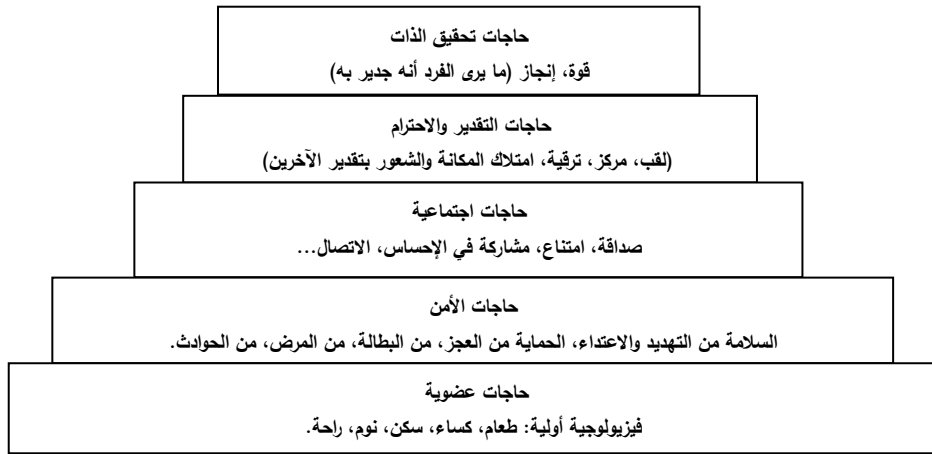 حاجات تحقيق الذات
قوة، إنجاز (ما يرى الفرد أنه جدير به)
حاجات التقدير والاحترام
(لقب، مركز، ترقية، امتلاك المكانة والشعور بتقدير الآخرين)
حاجات اجتماعية
صداقة، امتناع، مشاركة في الإحساس، الاتصال...
حاجات الأمن
السلامة من التهديد والاعتداء، الحماية من العجز، من البطالة، من المرض، من الحوادث.
حاجات عضوية
فيزيولوجية أولية: طعام، كساء، سكن، نوم، راحة.